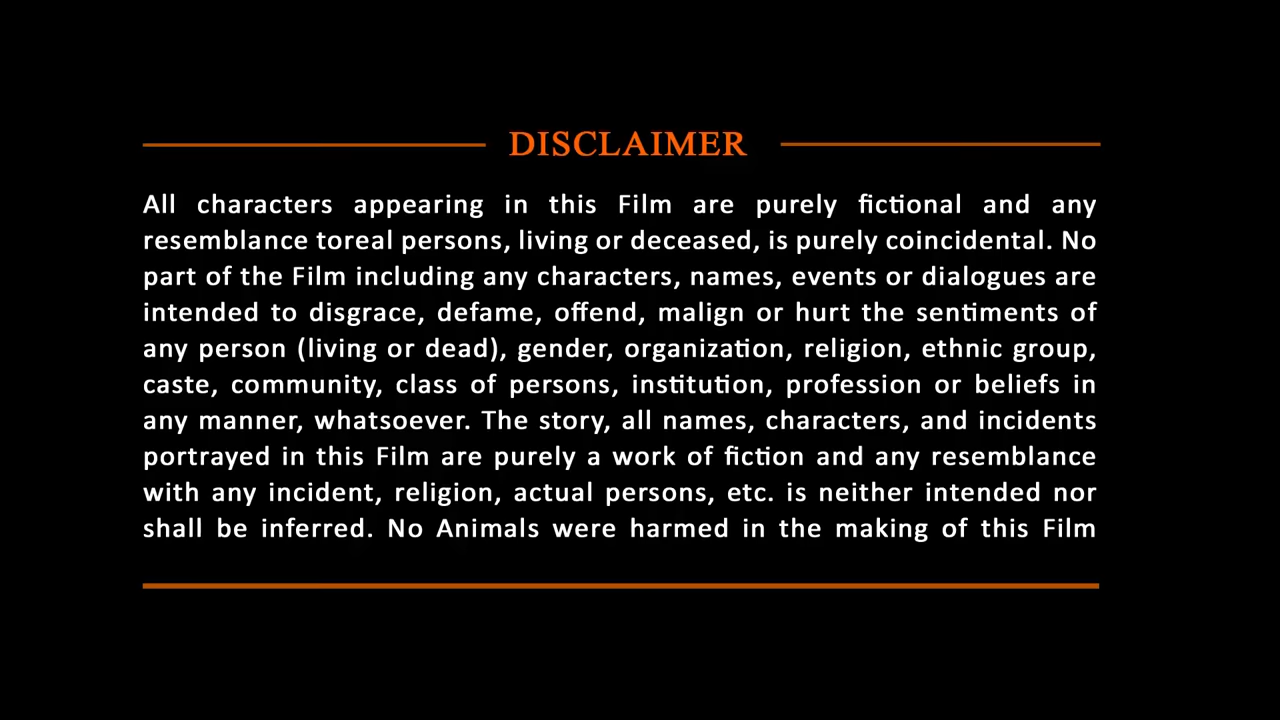 DISCLAIMER
All characters appearing in this Film are purely fictional and any
resemblance toreal persons, living or deceased, is purely coincidental. No
part of the Film including any characters, names, events or dialogues are
intended to disgrace, defame, offend, malign or hurt the sentiments of
any person (living or dead), gender, organization, religion, ethnic group,
caste, community, class of persons, institution, profession or beliefs in
any manner, whatsoever. The story, all names, characters, and incidents
portrayed in this Film are purely a work of fiction and any resemblance
with any incident, religion, actual persons, etc. is neither intended nor
shall be inferred. No Animals were harmed in the making of this Film